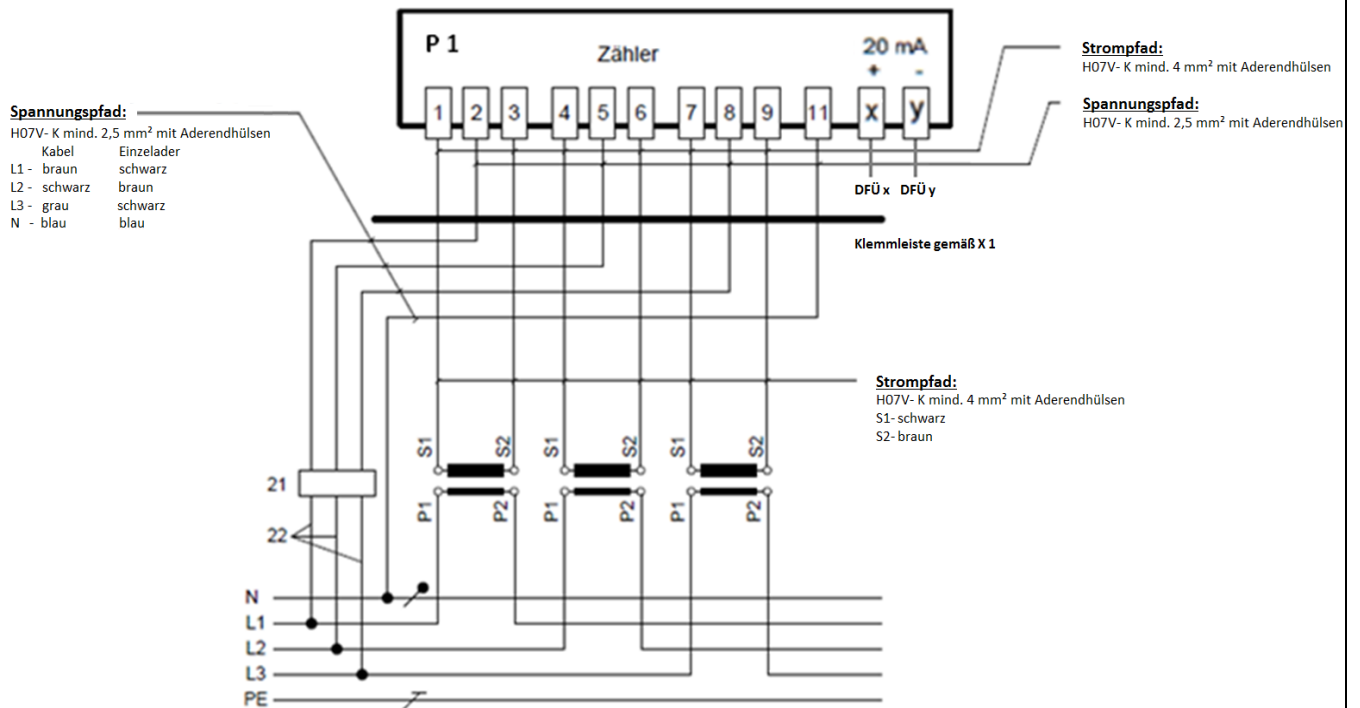 P 1
Zähler
20 mA
+ -
1 2 3 4 5 6 7 8 9 11 x y
DFÜ x DFÜ y
Strompfad:
H07V- K mind. 4 mm² mit Aderendhülsen
Spannungspfad:
H07V- K mind. 2,5 mm² mit Aderendhülsen
Spannungspfad:
H07V- K mind. 2,5 mm² mit Aderendhülsen
Kabel Einzelader
L1 - braun schwarz
L2 - schwarz braun
L3 - grau schwarz
N - blau blau
Klemmleiste gemäß X 1
Strompfad:
H07V- K mind. 4 mm² mit Aderendhülsen
S1- schwarz
S2- braun
S1 S2 S1 S2 S1 S2
P1 P2 P1 P2 P1 P2
21
22
N
L1
L2
L3
PE